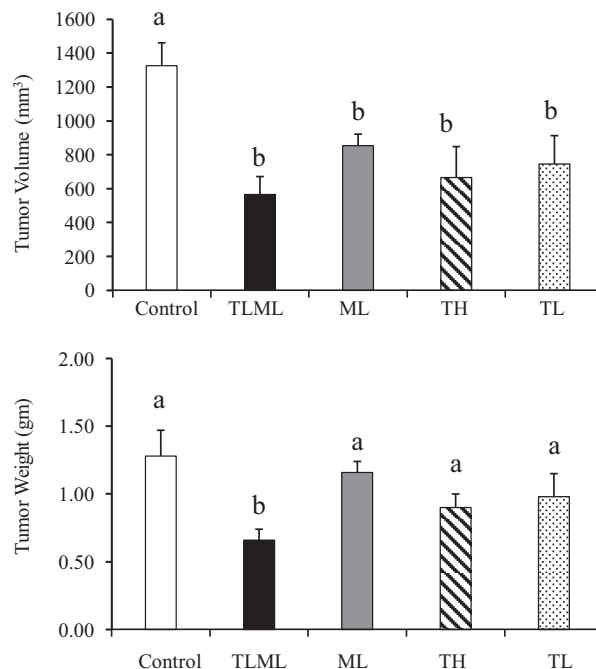 Tumor Volume (mm³)
1600
1400
1200
1000
800
600
400
200
0
a
b
b
b
b
Control TLML ML TH TL
Tumor Weight (gm)
2.00
1.50
1.00
0.50
0.00
a
b
a
a
a
Control TLML ML TH TL